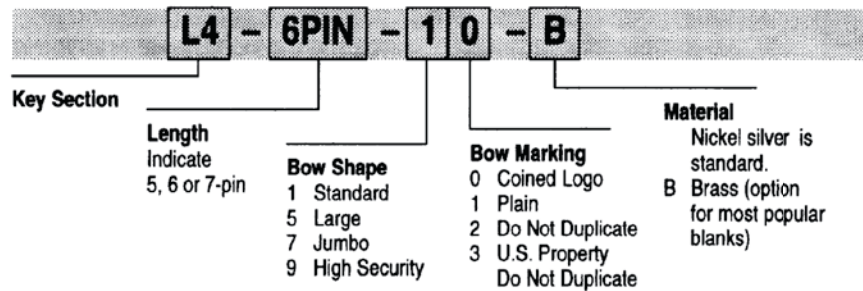 L4 – 6PIN – 1 0 – B
Key Section
Length
Indicate
5, 6 or 7-pin
Bow Shape
1 Standard
5 Large
7 Jumbo
9 High Security
Bow Marking
0 Coined Logo
1 Plain
2 Do Not Duplicate
3 U.S. Property
Do Not Duplicate
Material
Nickel silver is
standard.
B Brass (option
for most popular
blanks)